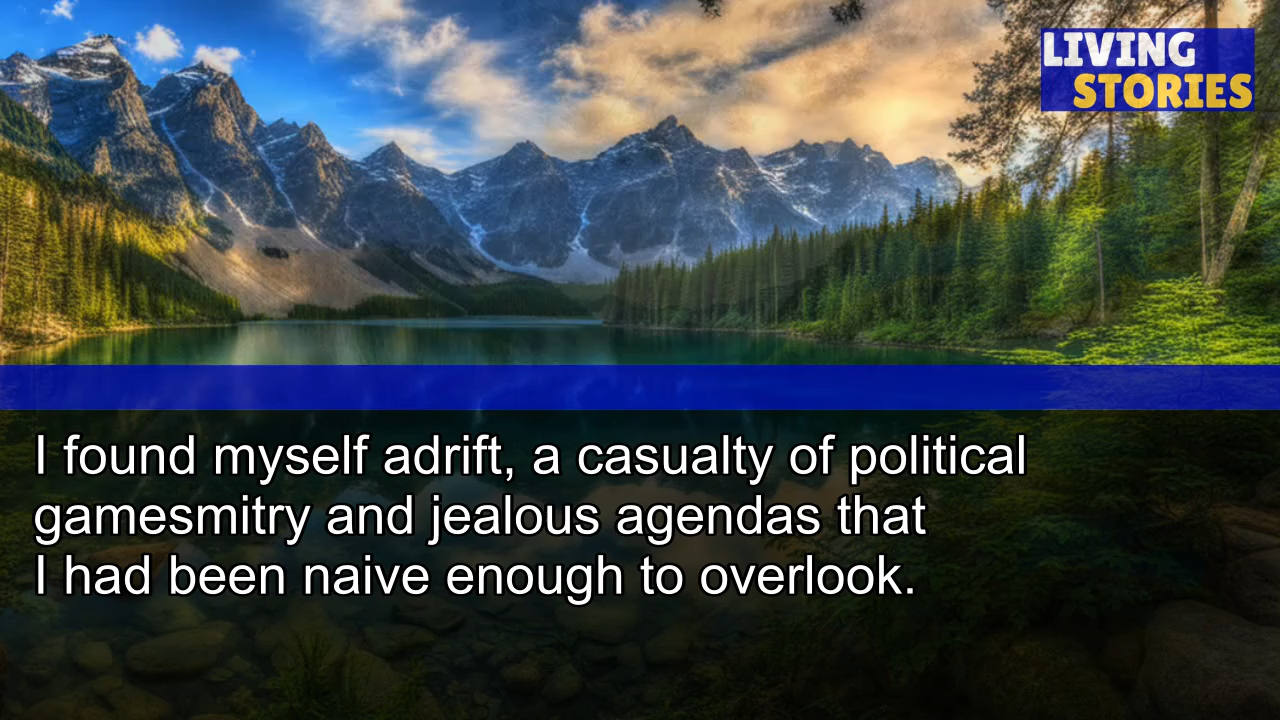 LIVING
STORIES
I found myself adrift, a casualty of political
gamesmitry and jealous agendas that
I had been naive enough to overlook.